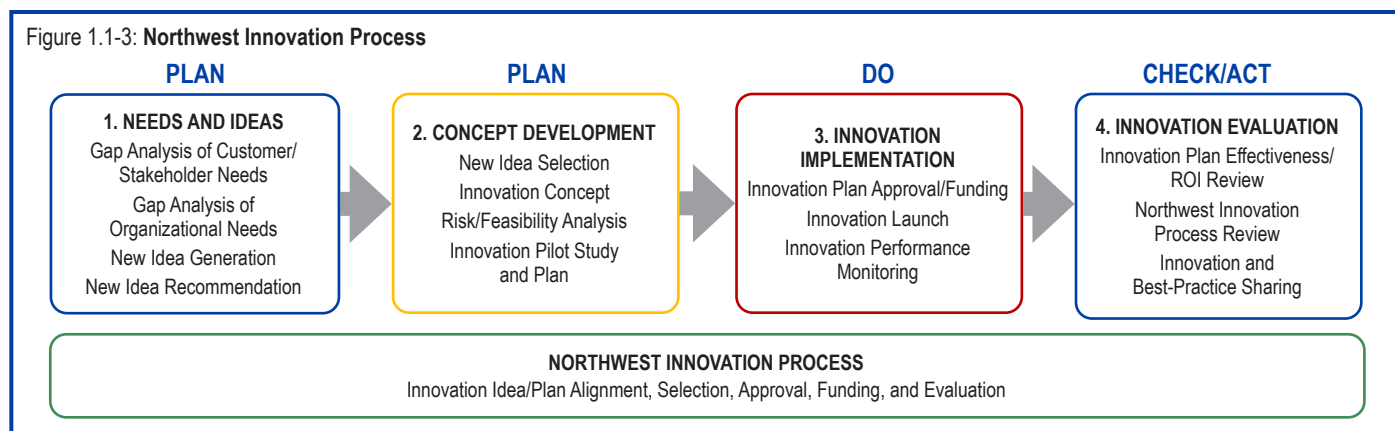 Figure 1.1-3: Northwest Innovation Process
PLAN
1. NEEDS AND IDEAS
Gap Analysis of Customer/
Stakeholder Needs
Gap Analysis of
Organizational Needs
New Idea Generation
New Idea Recommendation
PLAN
2. CONCEPT DEVELOPMENT
New Idea Selection
Innovation Concept
Risk/Feasibility Analysis
Innovation Pilot Study
and Plan
DO
3. INNOVATION
IMPLEMENTATION
Innovation Plan Approval/Funding
Innovation Launch
Innovation Performance
Monitoring
CHECK/ACT
4. INNOVATION EVALUATION
Innovation Plan Effectiveness/
ROI Review
Northwest Innovation
Process Review
Innovation and
Best-Practice Sharing
NORTHWEST INNOVATION PROCESS
Innovation Idea/Plan Alignment, Selection, Approval, Funding, and Evaluation